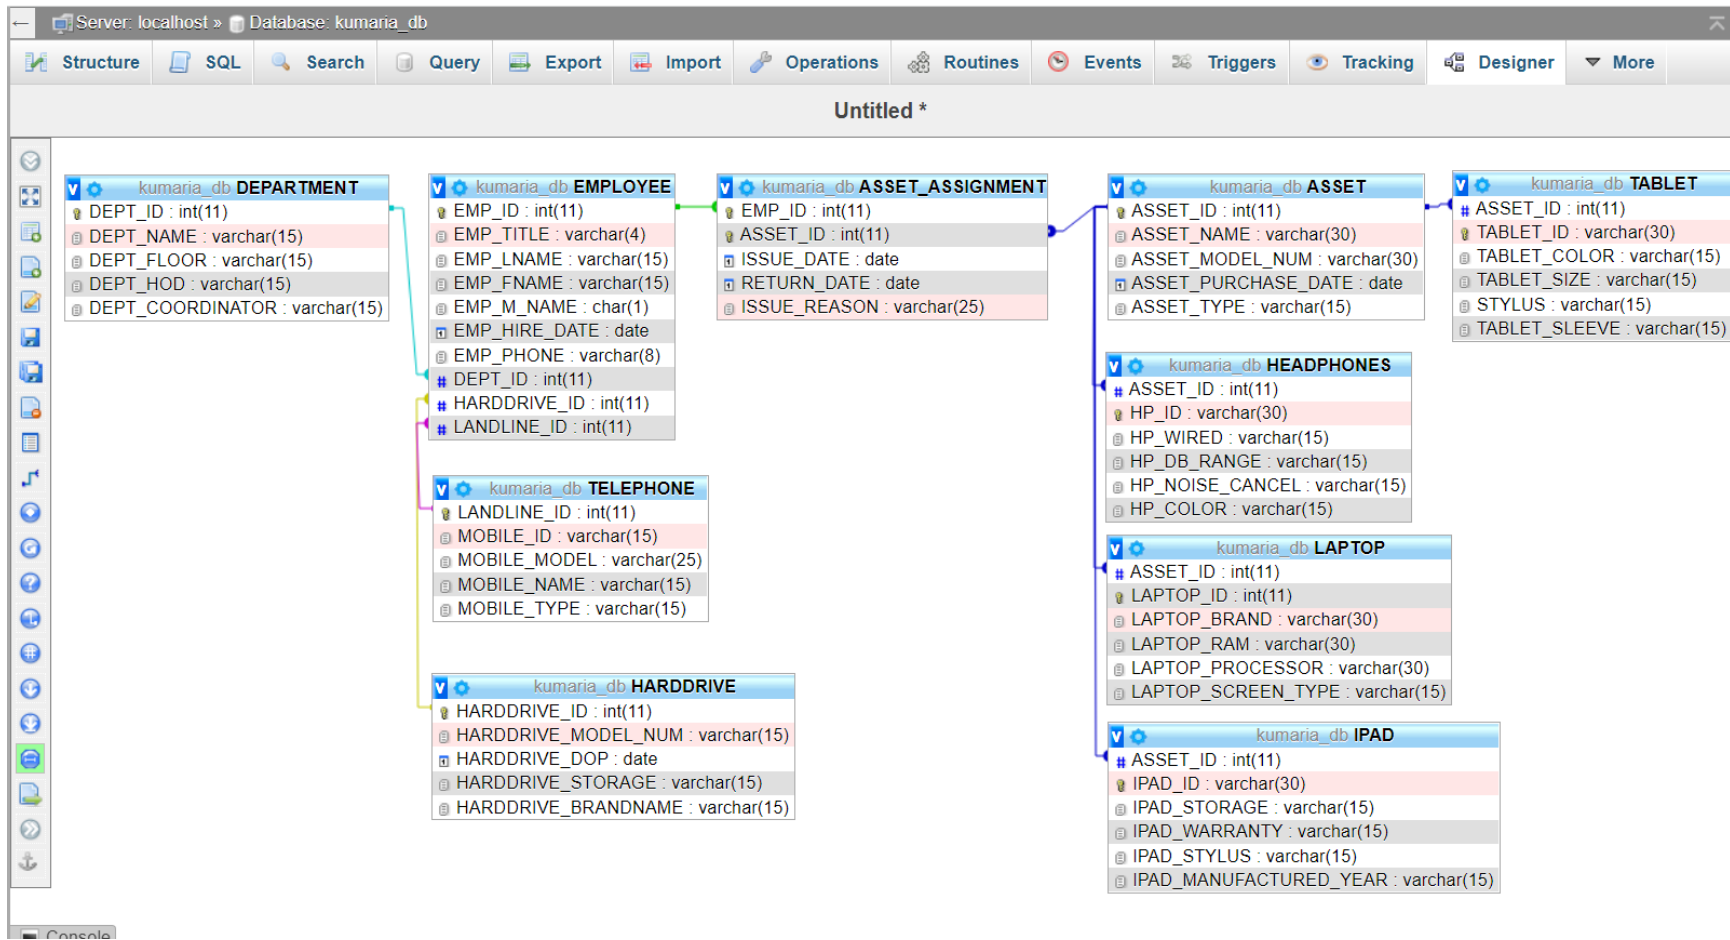 Server: localhost » Database: kumaria_db
Structure SQL Search Query Export Import Operations Routines Events Triggers Tracking Designer More
Untitled *
kumaria_db DEPARTMENT
DEPT_ID : int(11)
DEPT_NAME : varchar(15)
DEPT_FLOOR : varchar(15)
DEPT_HOD : varchar(15)
DEPT_COORDINATOR : varchar(15)
kumaria_db EMPLOYEE
EMP_ID : int(11)
EMP_TITLE : varchar(4)
EMP_LNAME : varchar(15)
EMP_FNAME : varchar(15)
EMP_M_NAME : char(1)
EMP_HIRE_DATE : date
EMP_PHONE : varchar(8)
# DEPT_ID : int(11)
# HARDDRIVE_ID : int(11)
# LANDLINE_ID : int(11)
kumaria_db TELEPHONE
LANDLINE_ID : int(11)
MOBILE_ID : varchar(15)
MOBILE_MODEL : varchar(25)
MOBILE_NAME : varchar(15)
MOBILE_TYPE : varchar(15)
kumaria_db HARDDRIVE
HARDDRIVE_ID : int(11)
HARDDRIVE_MODEL_NUM : varchar(15)
HARDDRIVE_DOP : date
HARDDRIVE_STORAGE : varchar(15)
HARDDRIVE_BRANDNAME : varchar(15)
kumaria_db ASSET_ASSIGNMENT
EMP_ID : int(11)
ASSET_ID : int(11)
ISSUE_DATE : date
RETURN_DATE : date
ISSUE_REASON : varchar(25)
kumaria_db ASSET
ASSET_ID : int(11)
ASSET_NAME : varchar(30)
ASSET_MODEL_NUM : varchar(30)
ASSET_PURCHASE_DATE : date
ASSET_TYPE : varchar(15)
kumaria_db HEADPHONES
# ASSET_ID : int(11)
HP_ID : varchar(30)
HP_WIRED : varchar(15)
HP_DB_RANGE : varchar(15)
HP_NOISE_CANCEL : varchar(15)
HP_COLOR : varchar(15)
kumaria_db LAPTOP
# ASSET_ID : int(11)
LAPTOP_ID : int(11)
LAPTOP_BRAND : varchar(30)
LAPTOP_RAM : varchar(30)
LAPTOP_PROCESSOR : varchar(30)
LAPTOP_SCREEN_TYPE : varchar(15)
kumaria_db IPAD
# ASSET_ID : int(11)
IPAD_ID : varchar(30)
IPAD_STORAGE : varchar(15)
IPAD_WARRANTY : varchar(15)
IPAD_STYLUS : varchar(15)
IPAD_MANUFACTURED_YEAR : varchar(15)
kumaria_db TABLET
# ASSET_ID : int(11)
TABLET_ID : varchar(30)
TABLET_COLOR : varchar(15)
TABLET_SIZE : varchar(15)
STYLUS : varchar(15)
TABLET_SLEEVE : varchar(15)
Console